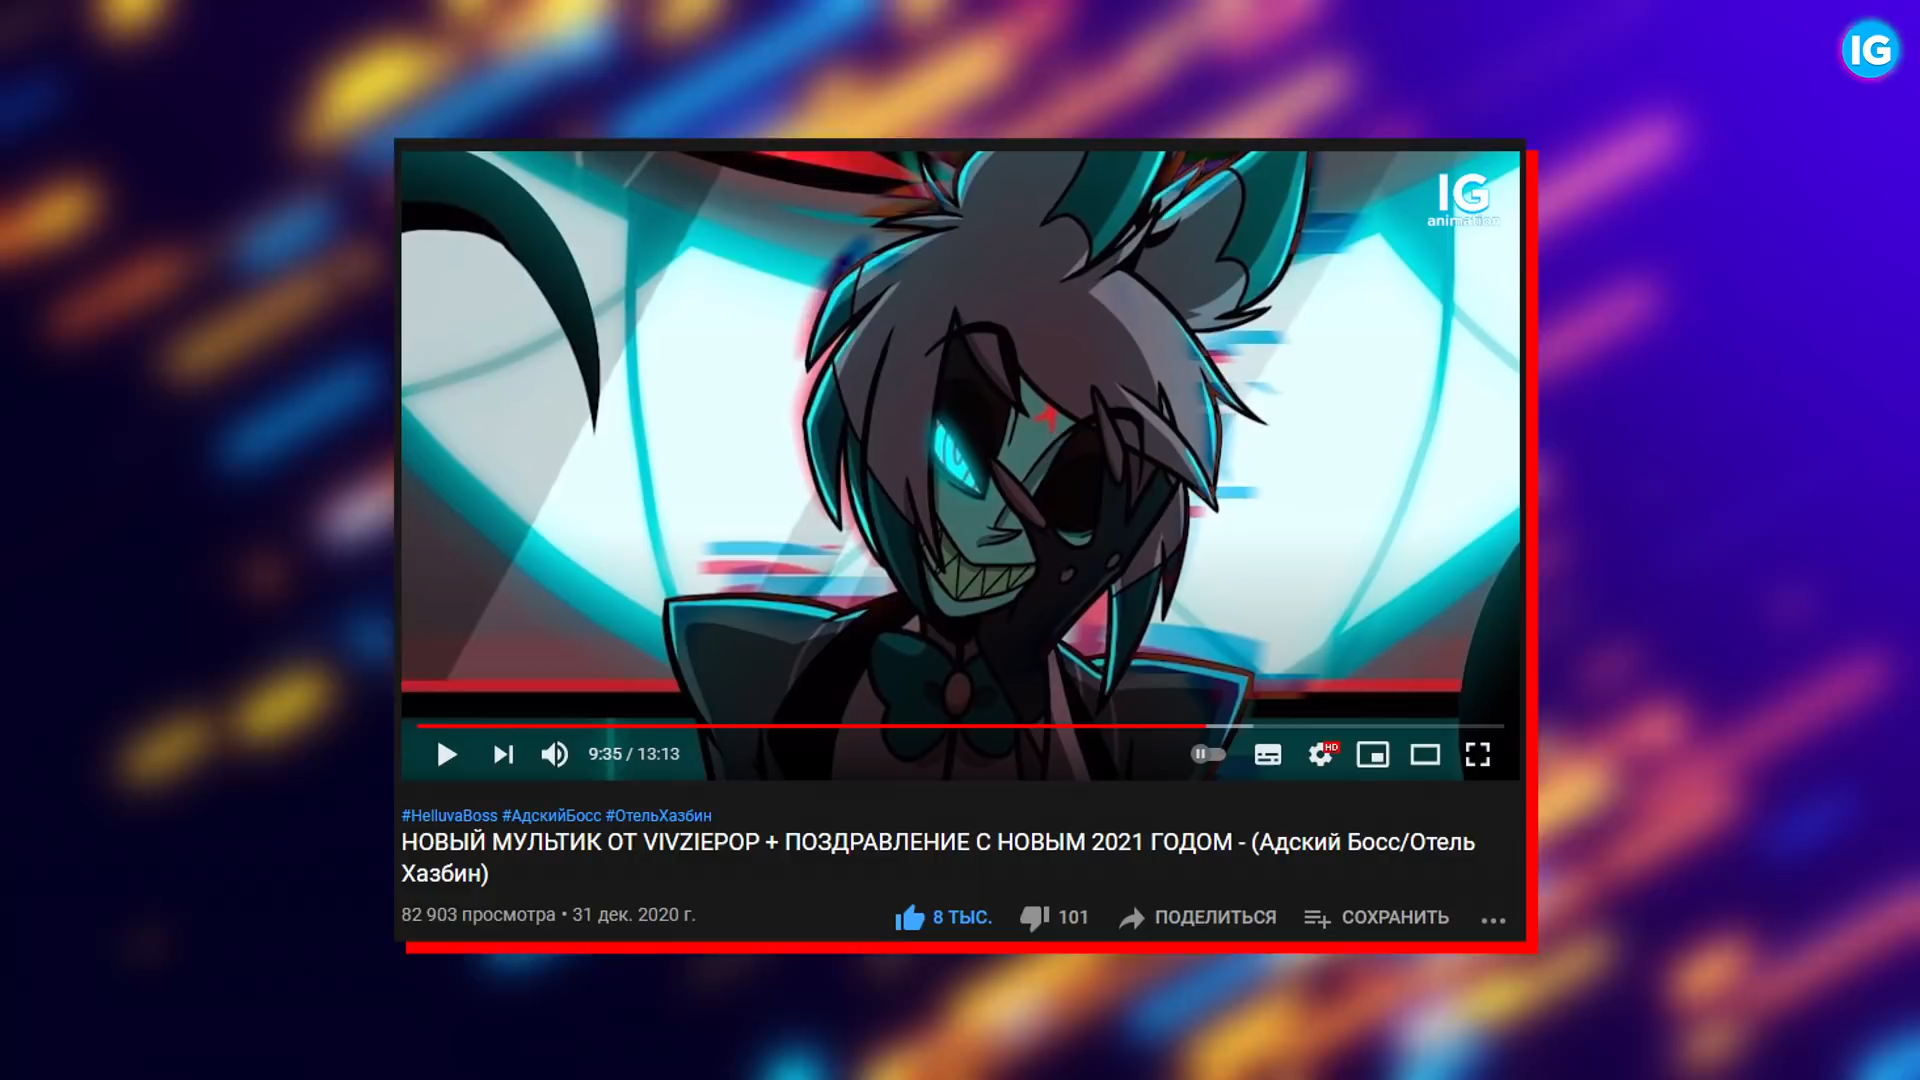 IG
IG
animation
9:35 / 13:13
HD
#HelluvaBoss #АдскийБосс #ОтельХазбин
НОВЫЙ МУЛЬТИК ОТ VIVZIEPOP + ПОЗДРАВЛЕНИЕ С НОВЫМ 2021 ГОДОМ - (Адский Босс/Отель
Хазбин)
82 903 просмотра • 31 дек. 2020 г.
8 ТЫС. 101 ПОДЕЛИТЬСЯ СОХРАНИТЬ